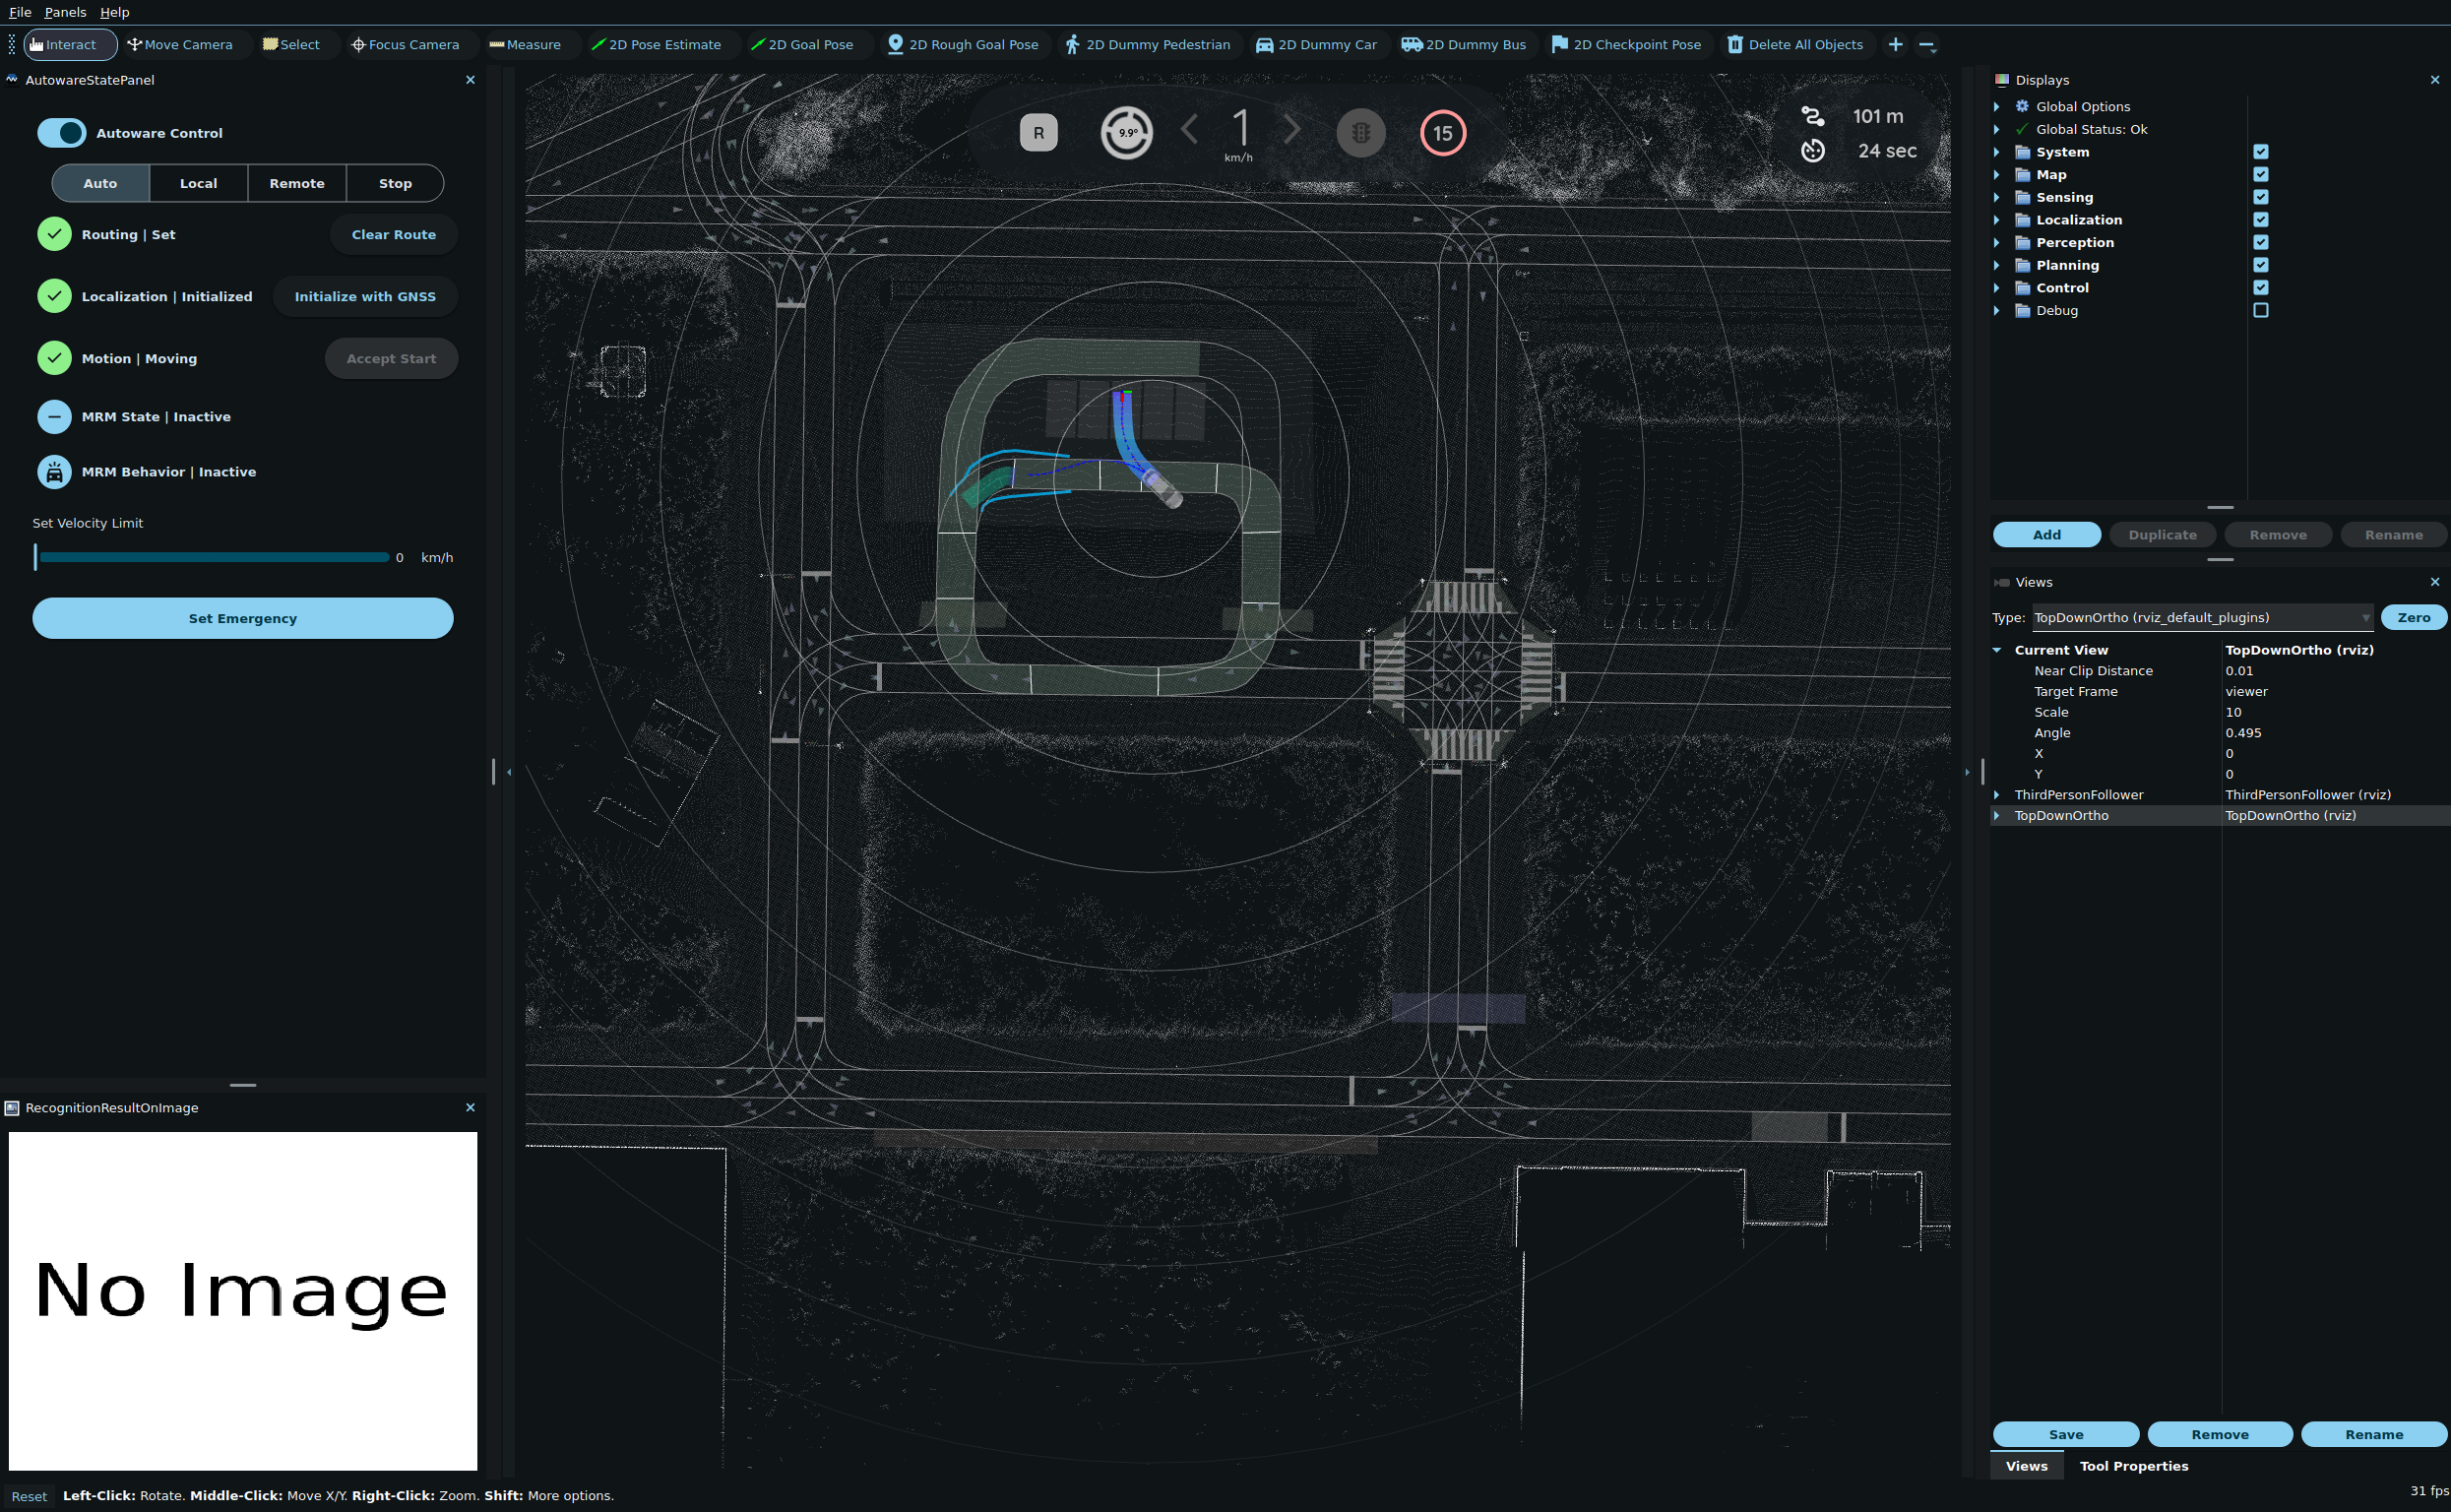 File Panels Help
Interact Move Camera Select Focus Camera Measure 2D Pose Estimate 2D Goal Pose 2D Rough Goal Pose 2D Dummy Pedestrian 2D Dummy Car 2D Dummy Bus 2D Checkpoint Pose Delete All Objects
AutowareStatePanel
Autoware Control
Auto Local Remote Stop
Routing | Set Clear Route
Localization | Initialized Initialize with GNSS
Motion | Moving Accept Start
MRM State | Inactive
MRM Behavior | Inactive
Set Velocity Limit
0 km/h
Set Emergency
RecognitionResultOnImage
No Image
R 9.9° 1 15
km/h
101 m
24 sec
Displays
Global Options
Global Status: Ok
System
Map
Sensing
Localization
Perception
Planning
Control
Debug
Add Duplicate Remove Rename
Views
Type: TopDownOrtho (rviz_default_plugins) Zero
Current View TopDownOrtho (rviz)
Near Clip Distance 0.01
Target Frame viewer
Scale 10
Angle 0.495
X 0
Y 0
ThirdPersonFollower ThirdPersonFollower (rviz)
TopDownOrtho TopDownOrtho (rviz)
Save Remove Rename
Views Tool Properties
Reset Left-Click: Rotate. Middle-Click: Move X/Y. Right-Click: Zoom. Shift: More options.
31 fps